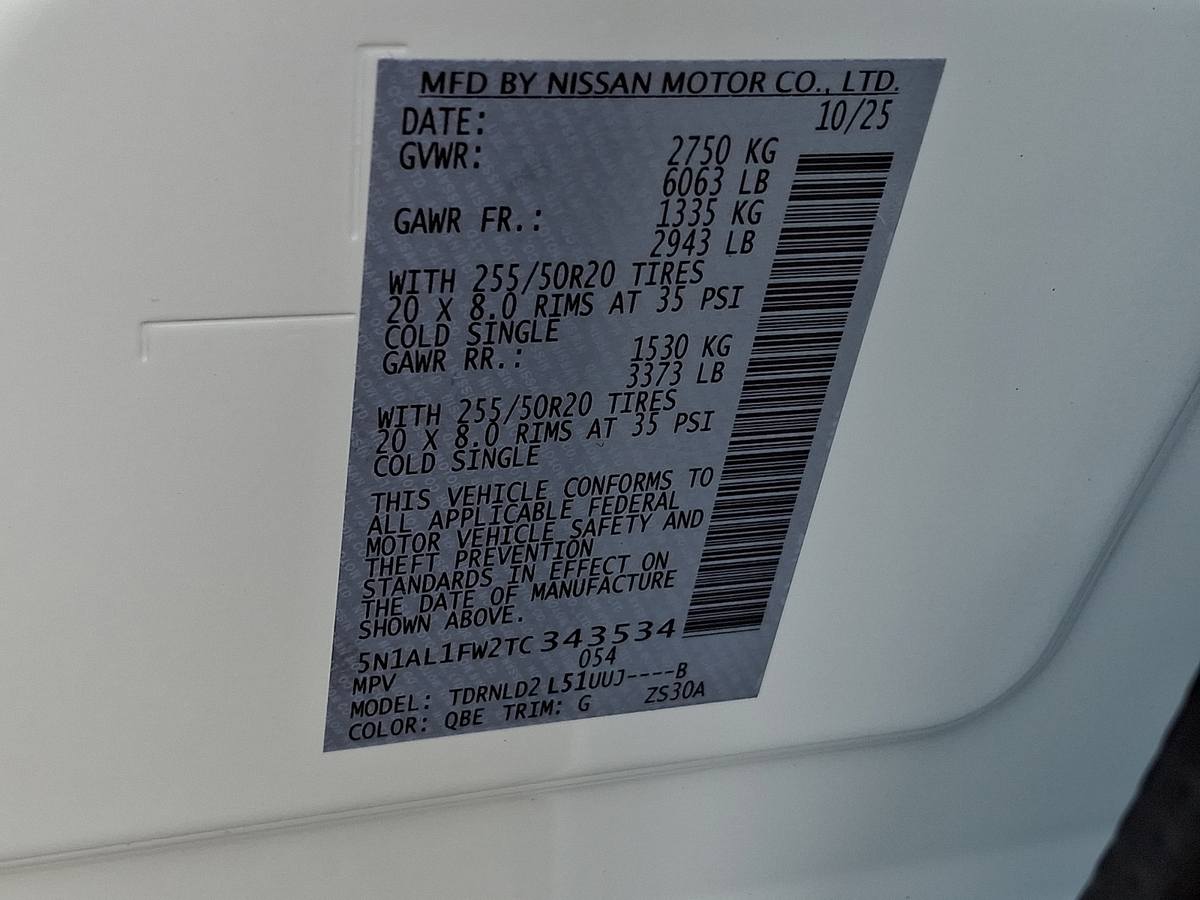 MFD BY NISSAN MOTOR CO., LTD.
DATE: 10/25
GVWR: 2750 KG
6063 LB
GAWR FR.: 1335 KG
2943 LB
WITH 255/50R20 TIRES
20 X 8.0 RIMS AT 35 PSI
COLD SINGLE
GAWR RR.: 1530 KG
3373 LB
WITH 255/50R20 TIRES
20 X 8.0 RIMS AT 35 PSI
COLD SINGLE
THIS VEHICLE CONFORMS TO
ALL APPLICABLE FEDERAL
MOTOR VEHICLE SAFETY AND
THEFT PREVENTION
STANDARDS IN EFFECT ON
THE DATE OF MANUFACTURE
SHOWN ABOVE.
5N1AL1FW2TC 343534
MPV 054
MODEL: TDRNLD2 L51UUJ----B
COLOR: QBE TRIM: G ZS30A